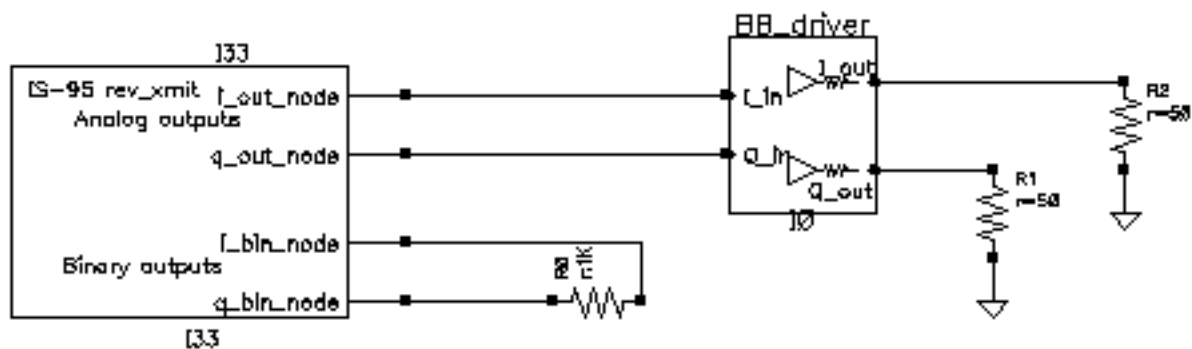 I33
IS-95 rev_xmit
Analog outputs
I_out_node
q_out_node
I_bin_node
Binary outputs
q_bin_node
I33
R0
r:1K
BB_driver
I_out
I_in
Q_in
Q_out
I0
R2
r=50
R1
r=50